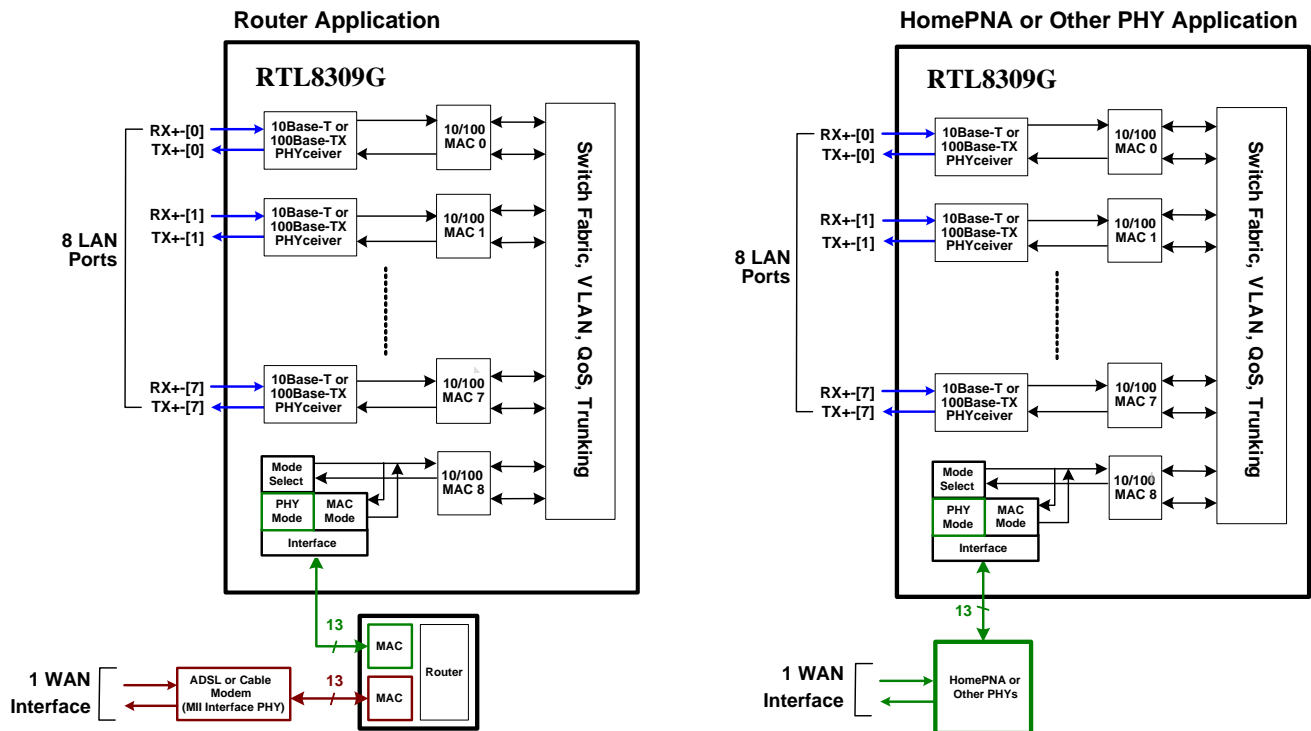 Router Application
RTL8309G
8 LAN
Ports
RX+-[0]
TX+-[0]
10Base-T or
100Base-TX
PHYceiver
10/100
MAC 0
RX+-[1]
TX+-[1]
10Base-T or
100Base-TX
PHYceiver
10/100
MAC 1
RX+-[7]
TX+-[7]
10Base-T or
100Base-TX
PHYceiver
10/100
MAC 7
Mode
Select
PHY
Mode
MAC
Mode
Interface
10/100
MAC 8
Switch Fabric, VLAN, QoS, Trunking
13
MAC
Router
1 WAN
Interface
ADSL or Cable
Modem
(MII Interface PHY)
13
MAC
HomePNA or Other PHY Application
RTL8309G
8 LAN
Ports
RX+-[0]
TX+-[0]
10Base-T or
100Base-TX
PHYceiver
10/100
MAC 0
RX+-[1]
TX+-[1]
10Base-T or
100Base-TX
PHYceiver
10/100
MAC 1
RX+-[7]
TX+-[7]
10Base-T or
100Base-TX
PHYceiver
10/100
MAC 7
Mode
Select
PHY
Mode
MAC
Mode
Interface
10/100
MAC 8
Switch Fabric, VLAN, QoS, Trunking
13
1 WAN
Interface
HomePNA or
Other PHYs